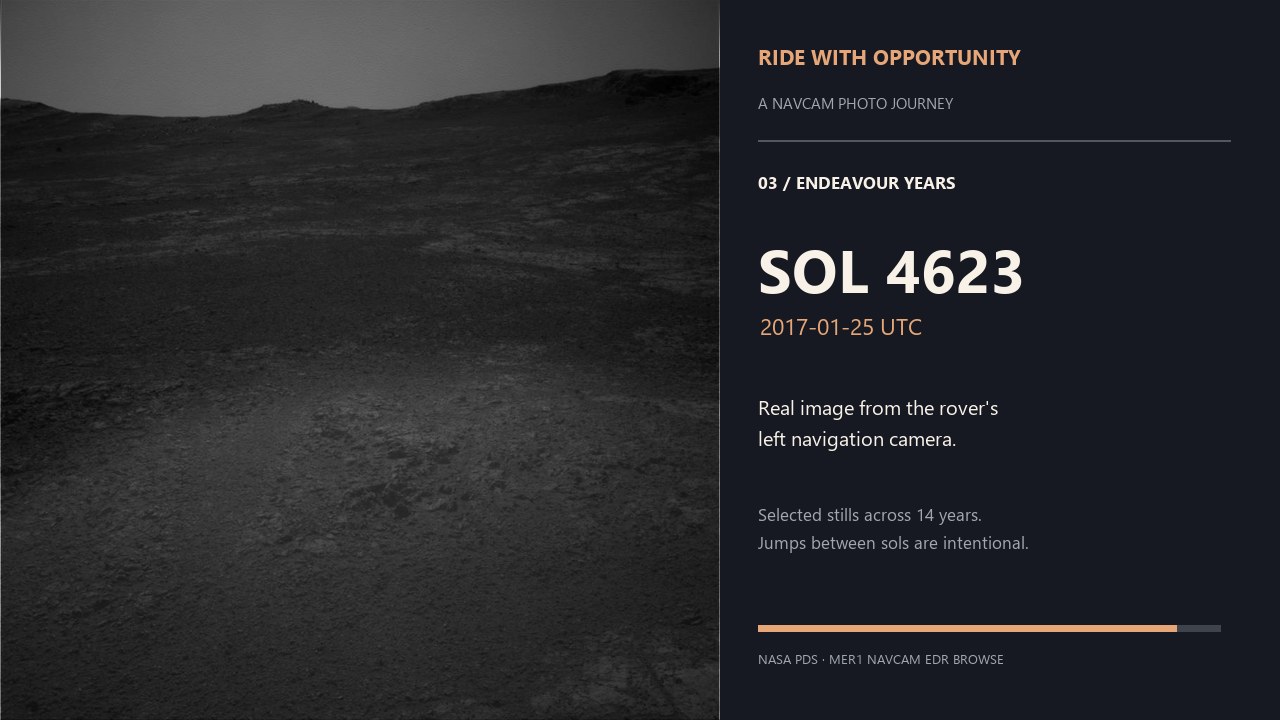 RIDE WITH OPPORTUNITY
A NAVCAM PHOTO JOURNEY
03 / ENDEAVOUR YEARS
SOL 4623
2017-01-25 UTC
Real image from the rover's
left navigation camera.
Selected stills across 14 years.
Jumps between sols are intentional.
NASA PDS · MER1 NAVCAM EDR BROWSE